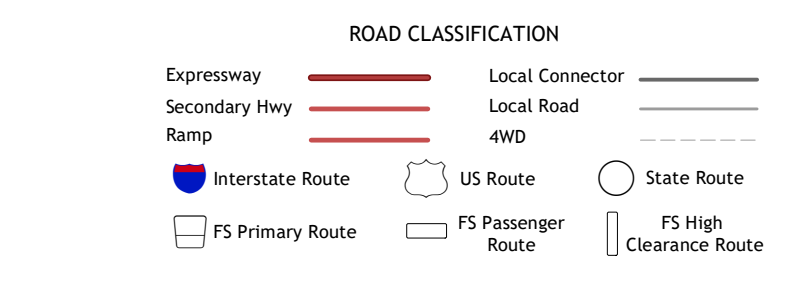 ROAD CLASSIFICATION
Expressway
Local Connector
Secondary Hwy
Local Road
Ramp
4WD
Interstate Route
US Route
State Route
FS Primary Route
FS Passenger
Route
FS High
Clearance Route